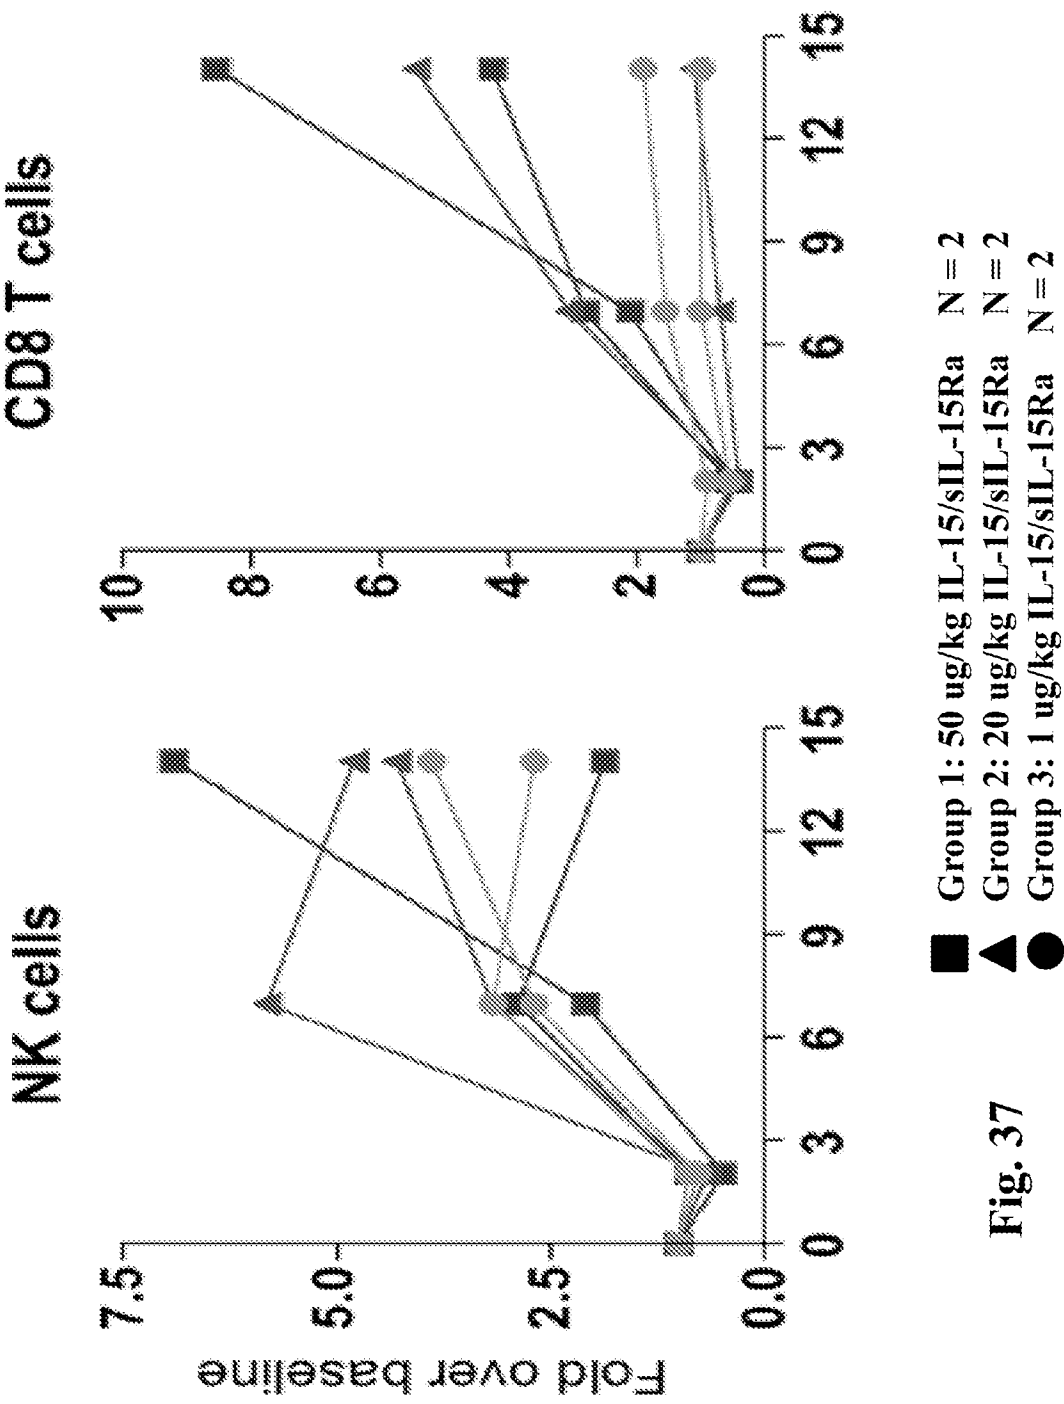 NK cells
Fold over baseline
7.5
5.0
2.5
0.0
0 3 6 9 12 15
CD8 T cells
10
8
6
4
2
0
0 3 6 9 12 15
Group 1: 50 ug/kg IL-15/sIL-15Ra N = 2
Group 2: 20 ug/kg IL-15/sIL-15Ra N = 2
Group 3: 1 ug/kg IL-15/sIL-15Ra N = 2
Fig. 37